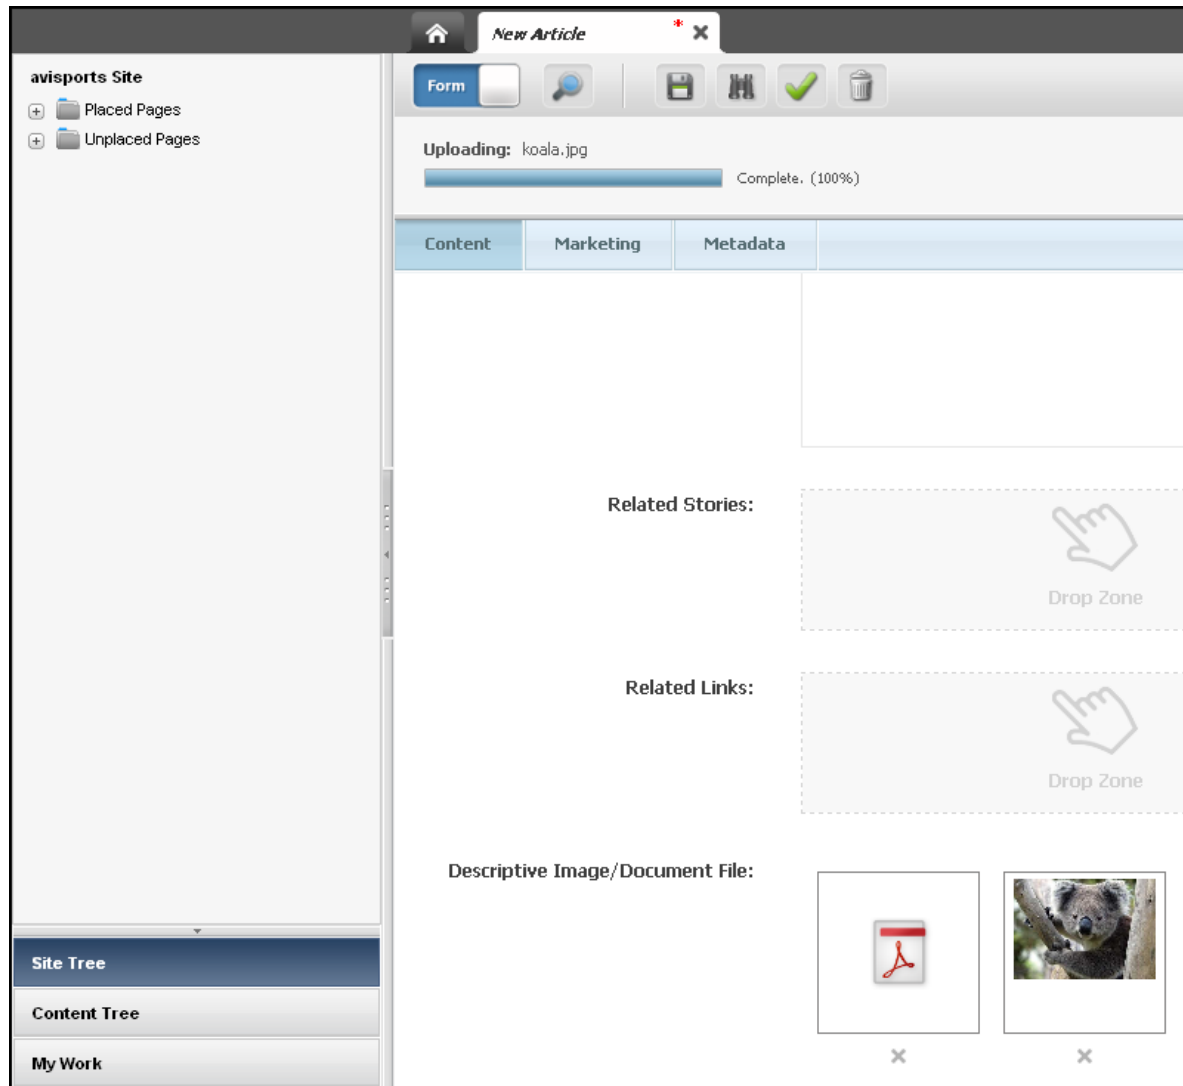 New Article *
avisports Site
Placed Pages
Unplaced Pages
Form
Uploading: koala.jpg
Complete. (100%)
Content
Marketing
Metadata
Related Stories:
Drop Zone
Related Links:
Drop Zone
Descriptive Image/Document File:
Site Tree
Content Tree
My Work